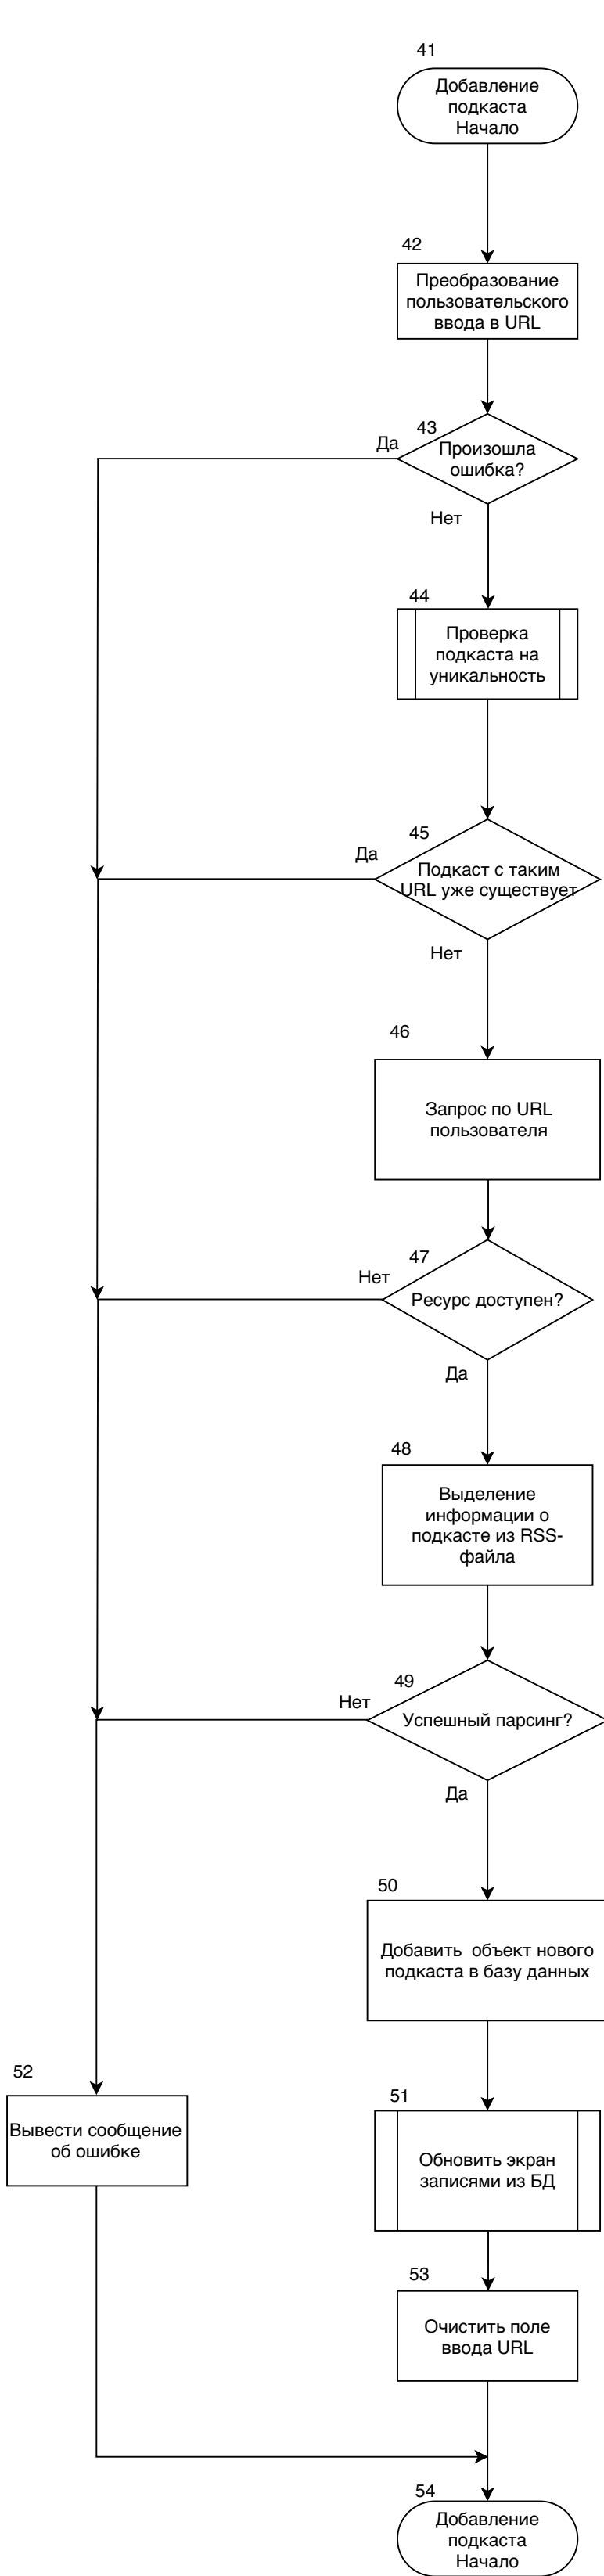 41
Добавление
подкаста
Начало
42
Преобразование
пользовательского
ввода в URL
43
Да
Произошла
ошибка?
Нет
44
Проверка
подкаста на
уникальность
45
Да
Подкаст с таким
URL уже существует
Нет
46
Запрос по URL
пользователя
47
Нет
Ресурс доступен?
Да
48
Выделение
информации о
подкасте из RSS-
файла
49
Нет
Успешный парсинг?
Да
50
Добавить объект нового
подкаста в базу данных
52
Вывести сообщение
об ошибке
51
Обновить экран
записями из БД
53
Очистить поле
ввода URL
54
Добавление
подкаста
Начало